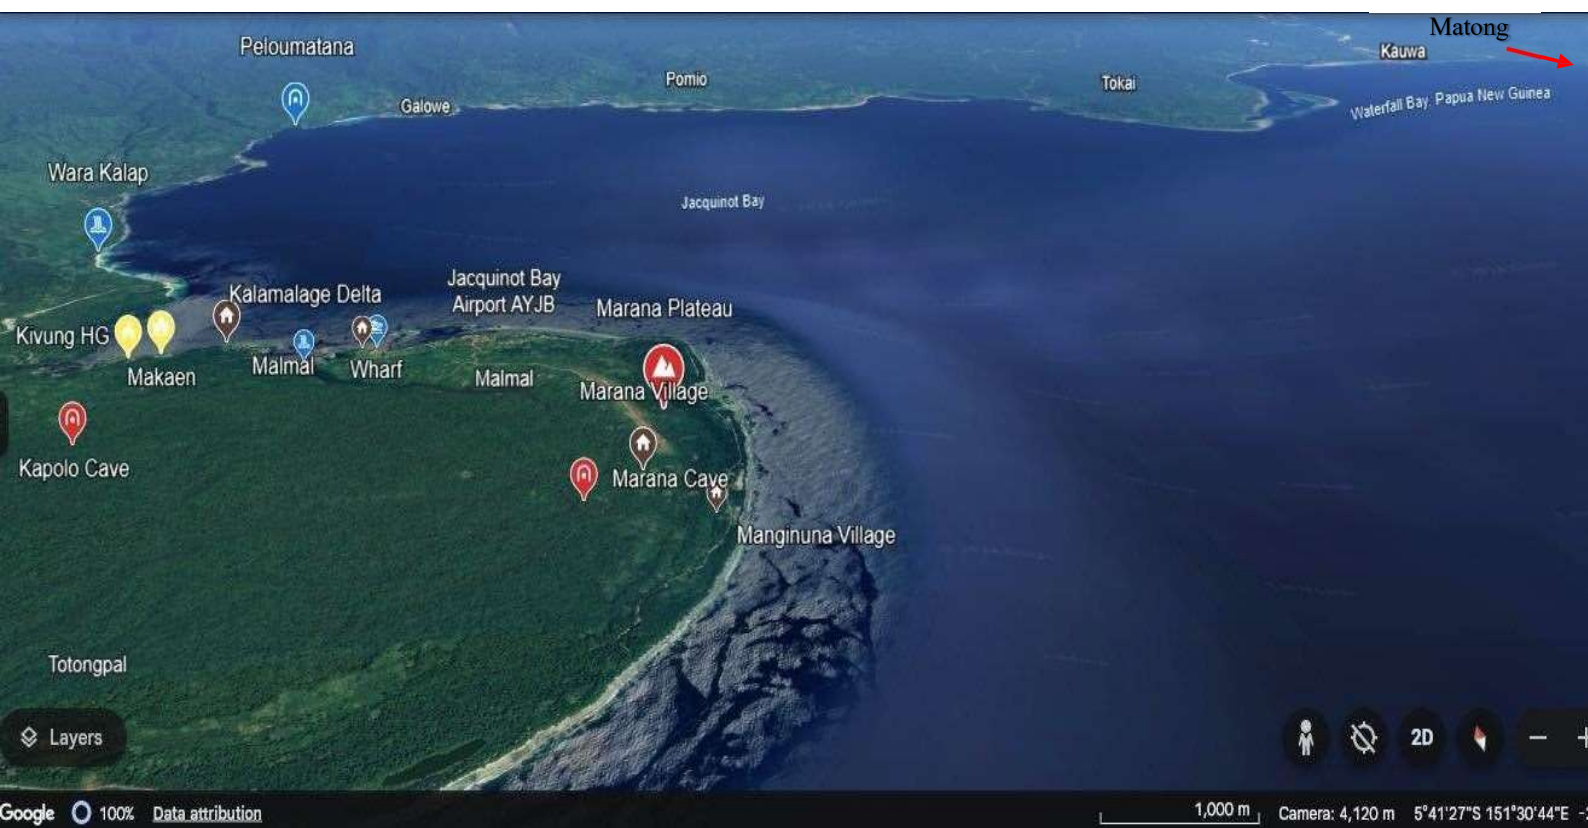 Matong
Peloumatana
Kauwa
Pomio
Tokai
Galowe
Waterfall Bay, Papua New Guinea
Wara Kalap
Jacquinot Bay
Jacquinot Bay
Airport AYJB
Kalamalage Delta
Marana Plateau
Kivung HG
Malmal
Wharf
Makaen
Malmal
Marana Village
Kapolo Cave
Marana Cave
Manginuna Village
Totongpal
Layers
2D
Google 100% Data attribution
1,000 m
Camera: 4,120 m 5°41'27"S 151°30'44"E